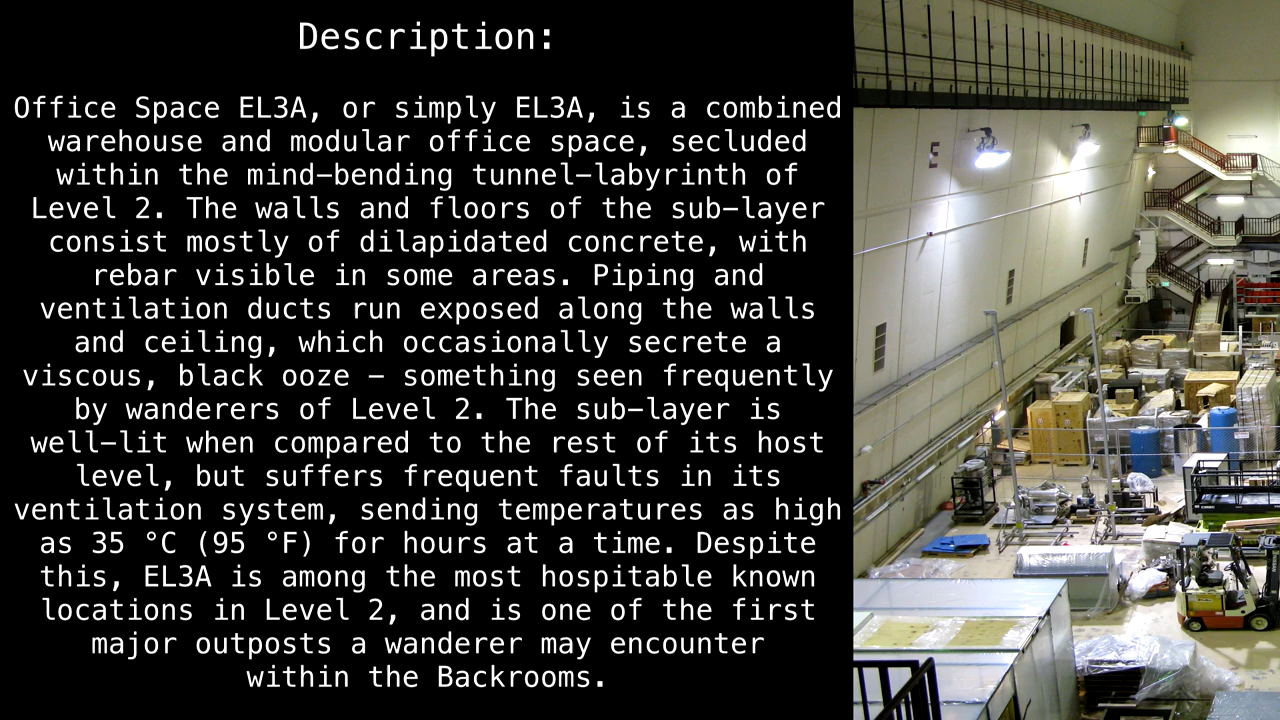 Description:
Office Space EL3A, or simply EL3A, is a combined
warehouse and modular office space, secluded
within the mind–bending tunnel–labyrinth of
Level 2. The walls and floors of the sub–layer
consist mostly of dilapidated concrete, with
rebar visible in some areas. Piping and
ventilation ducts run exposed along the walls
and ceiling, which occasionally secrete a
viscous, black ooze – something seen frequently
by wanderers of Level 2. The sub–layer is
well–lit when compared to the rest of its host
level, but suffers frequent faults in its
ventilation system, sending temperatures as high
as 35 °C (95 °F) for hours at a time. Despite
this, EL3A is among the most hospitable known
locations in Level 2, and is one of the first
major outposts a wanderer may encounter
within the Backrooms.